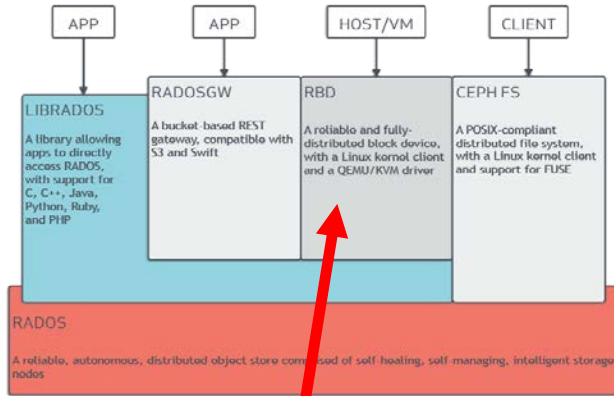 APP
APP
HOST/VM
CLIENT
LIBRADOS
A library allowing
apps to directly
access RADOS,
with support for
C, C++, Java,
Python, Ruby,
and PHP
RADOSGW
A bucket-based REST
gateway, compatible with
S3 and Swift
RBD
A reliable and fully-
distributed block device,
with a Linux kernel client
and a QEMU/KVM driver
CEPH FS
A POSIX-compliant
distributed file system,
with a Linux kernel client
and support for FUSE
RADOS
A reliable, autonomous, distributed object store comprised of self-healing, self-managing, intelligent storage
nodes